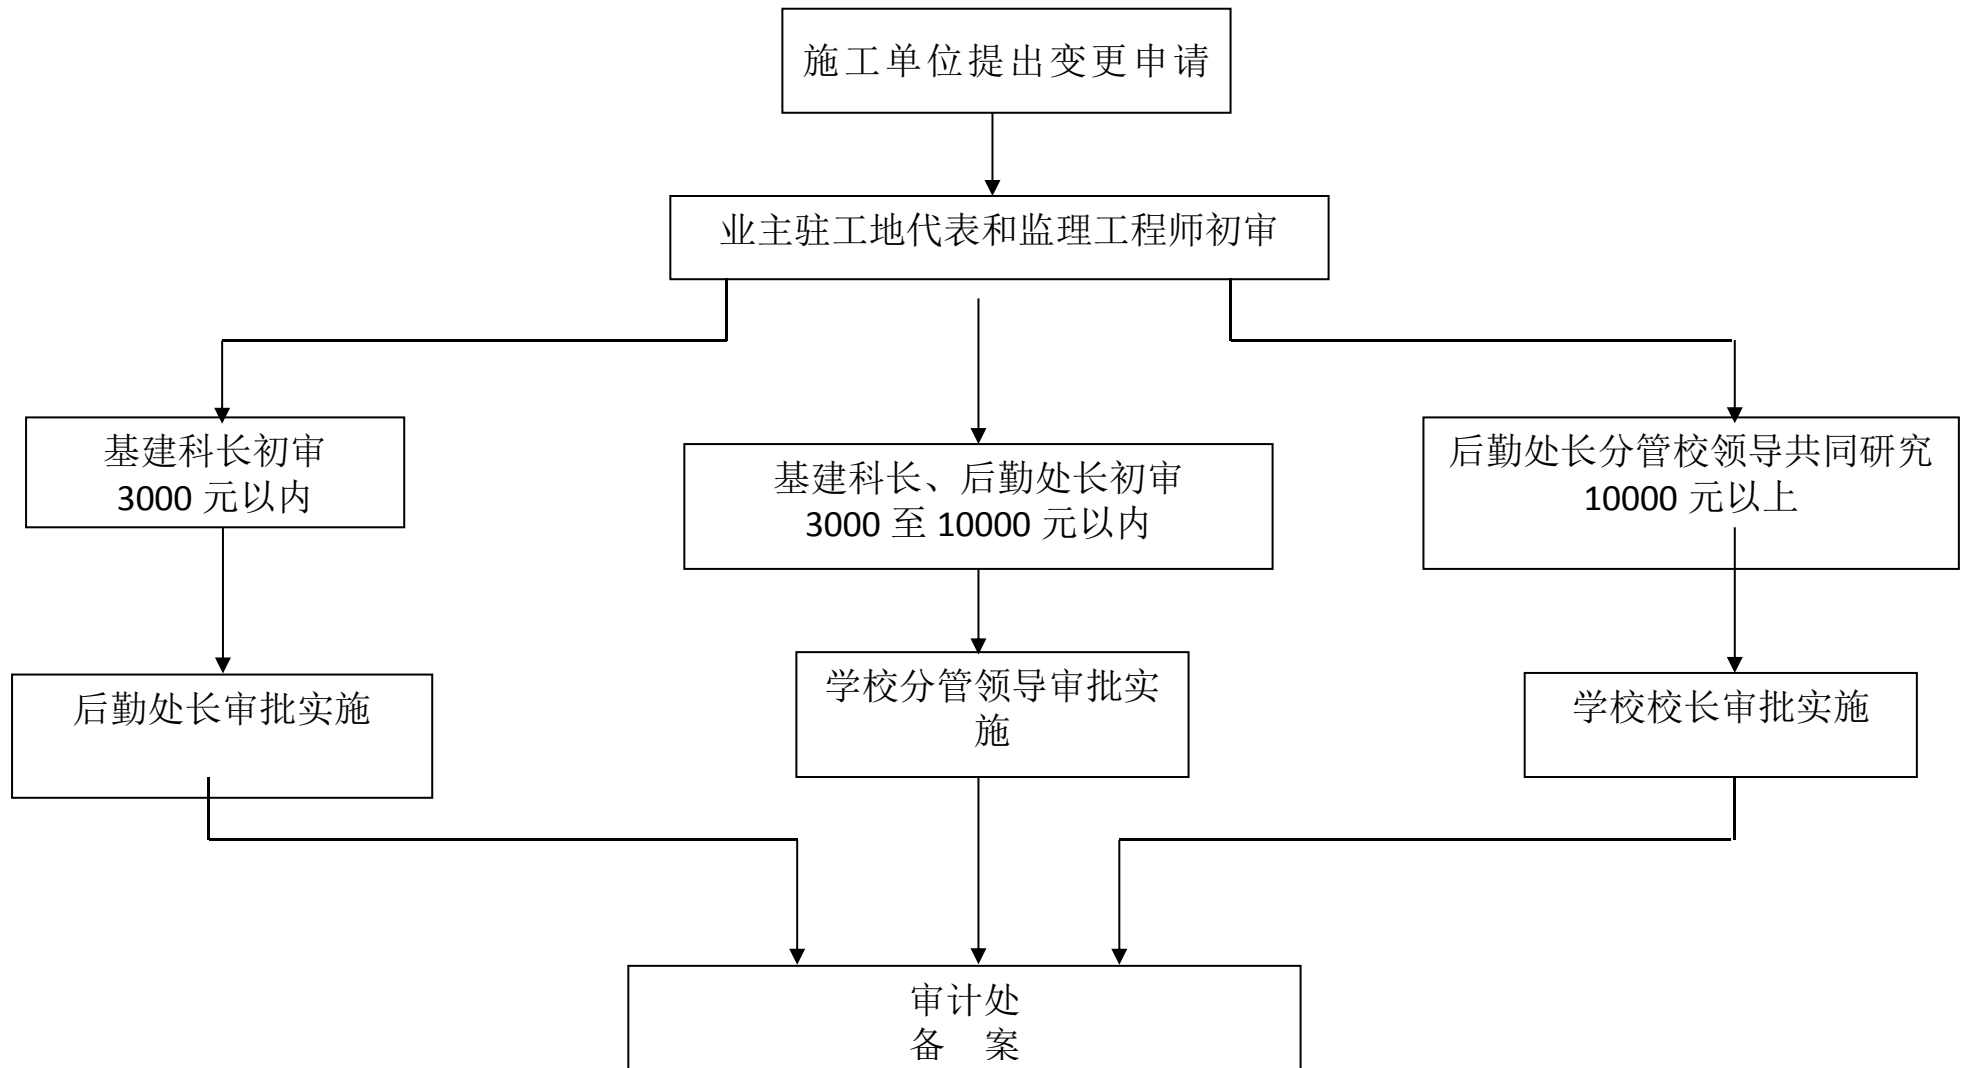 施工单位提出变更申请
业主驻工地代表和监理工程师初审
基建科长初审
3000 元以内
基建科长、后勤处长初审
3000 至 10000 元以内
后勤处长分管校领导共同研究
10000 元以上
后勤处长审批实施
学校分管领导审批实
施
学校校长审批实施
审计处
备　案